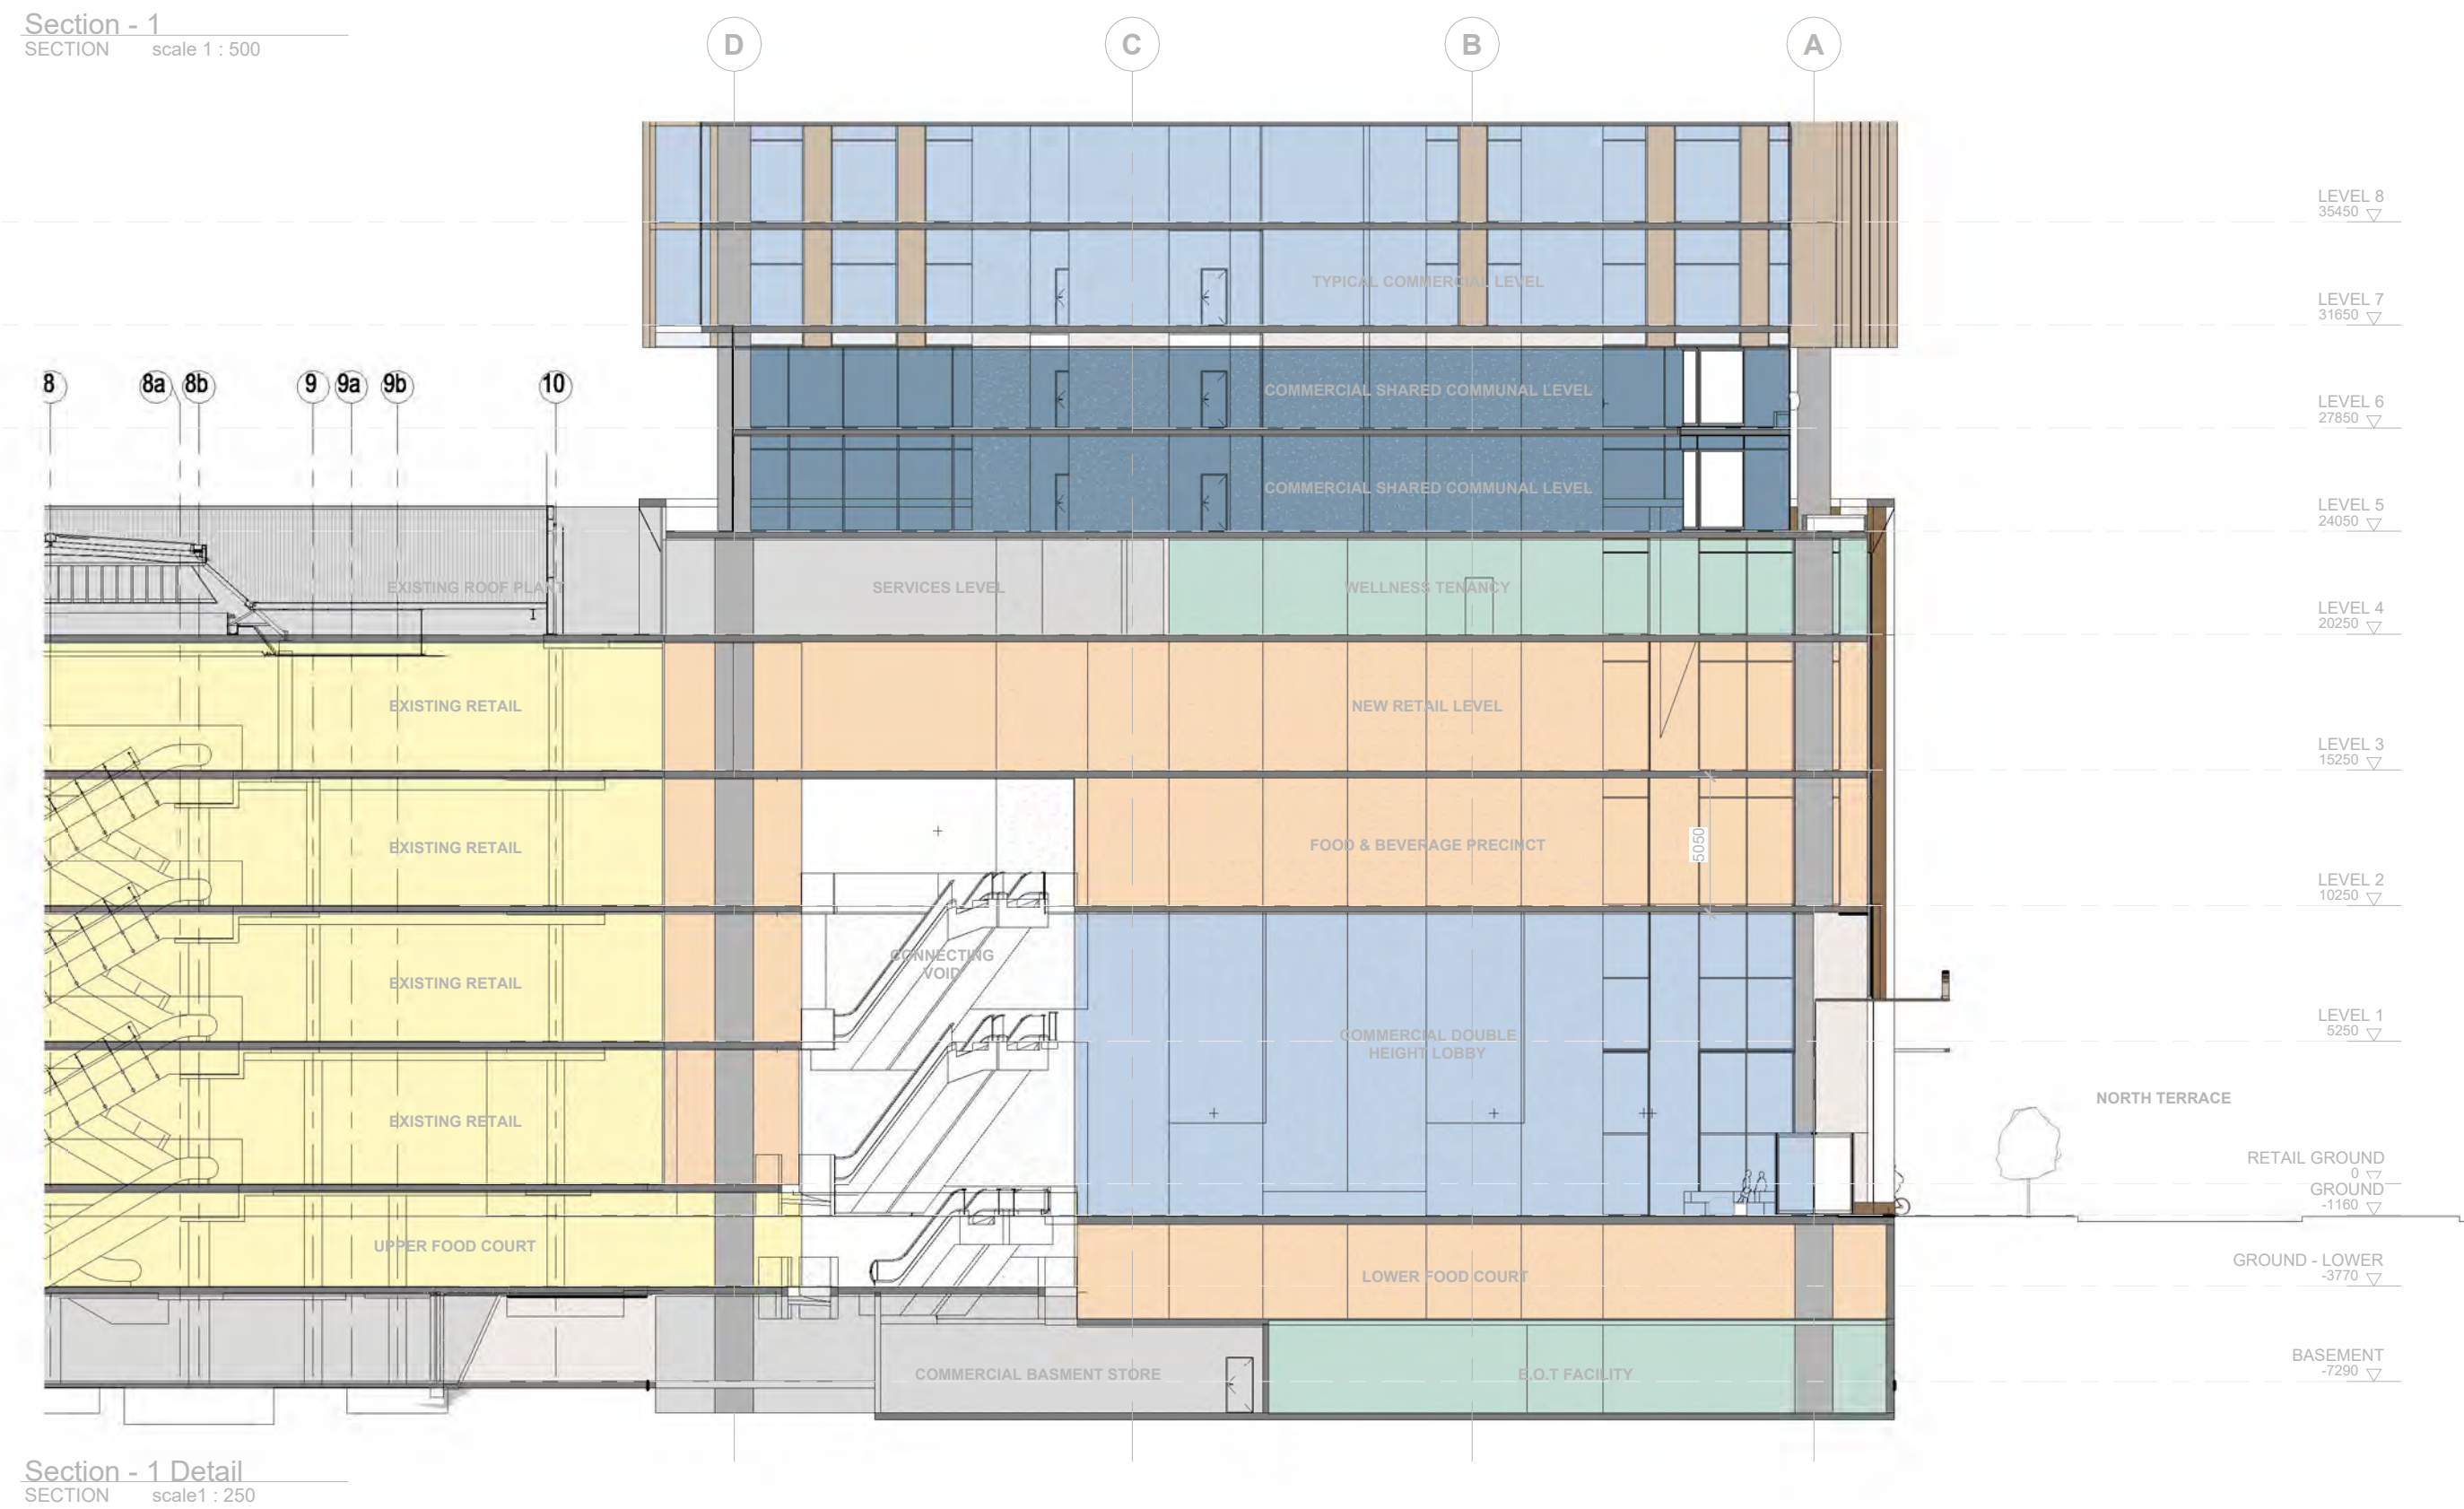 Section - 1
SECTION scale 1 : 500
D C B A
LEVEL 8
35450
TYPICAL COMMERCIAL LEVEL
LEVEL 7
31650
8 8a 8b 9 9a 9b 10
COMMERCIAL SHARED COMMUNAL LEVEL
LEVEL 6
27850
COMMERCIAL SHARED COMMUNAL LEVEL
LEVEL 5
24050
EXISTING ROOF PLANT
SERVICES LEVEL
WELLNESS TENANCY
LEVEL 4
20250
EXISTING RETAIL
NEW RETAIL LEVEL
LEVEL 3
15250
EXISTING RETAIL
FOOD & BEVERAGE PRECINCT
5050
LEVEL 2
10250
EXISTING RETAIL
CONNECTING
VOID
LEVEL 1
5250
COMMERCIAL DOUBLE
HEIGHT LOBBY
EXISTING RETAIL
NORTH TERRACE
RETAIL GROUND
0
GROUND
-1160
UPPER FOOD COURT
LOWER FOOD COURT
GROUND - LOWER
-3770
COMMERCIAL BASMENT STORE
E.O.T FACILITY
BASEMENT
-7290
Section - 1 Detail
SECTION scale1 : 250